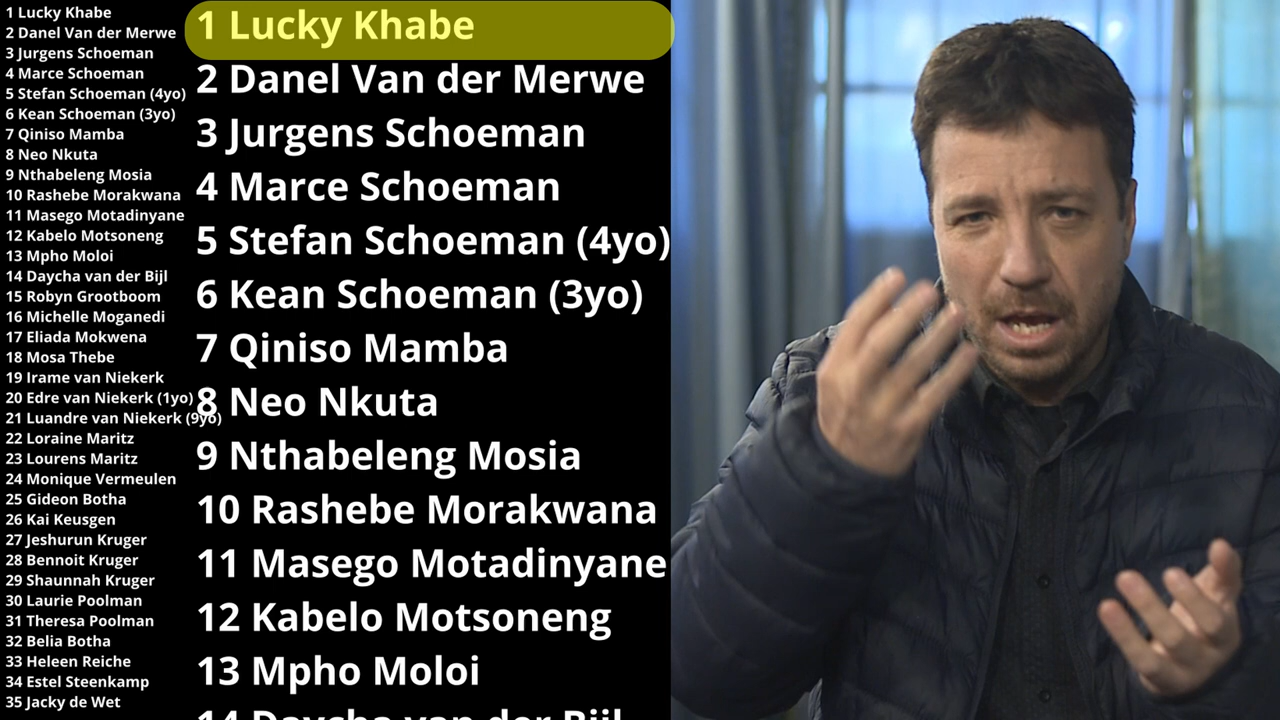 1 Lucky Khabe
2 Danel Van der Merwe
3 Jurgens Schoeman
4 Marce Schoeman
5 Stefan Schoeman (4yo)
6 Kean Schoeman (3yo)
7 Qiniso Mamba
8 Neo Nkuta
9 Nthabeleng Mosia
10 Rashebe Morakwana
11 Masego Motadinyane
12 Kabelo Motsoneng
13 Mpho Moloi
14 Daycha van der Bijl
15 Robyn Grootboom
16 Michelle Moganedi
17 Eliada Mokwena
18 Mosa Thebe
19 Irame van Niekerk
20 Edre van Niekerk (1yo)
21 Luandre van Niekerk (9yo)
22 Loraine Maritz
23 Lourens Maritz
24 Monique Vermeulen
25 Gideon Botha
26 Kai Keusgen
27 Jeshurun Kruger
28 Bennoit Kruger
29 Shaunnah Kruger
30 Laurie Poolman
31 Theresa Poolman
32 Belia Botha
33 Heleen Reiche
34 Estel Steenkamp
35 Jacky de Wet
1 Lucky Khabe
2 Danel Van der Merwe
3 Jurgens Schoeman
4 Marce Schoeman
5 Stefan Schoeman (4yo)
6 Kean Schoeman (3yo)
7 Qiniso Mamba
8 Neo Nkuta
9 Nthabeleng Mosia
10 Rashebe Morakwana
11 Masego Motadinyane
12 Kabelo Motsoneng
13 Mpho Moloi
14 Daycha van der Bijl